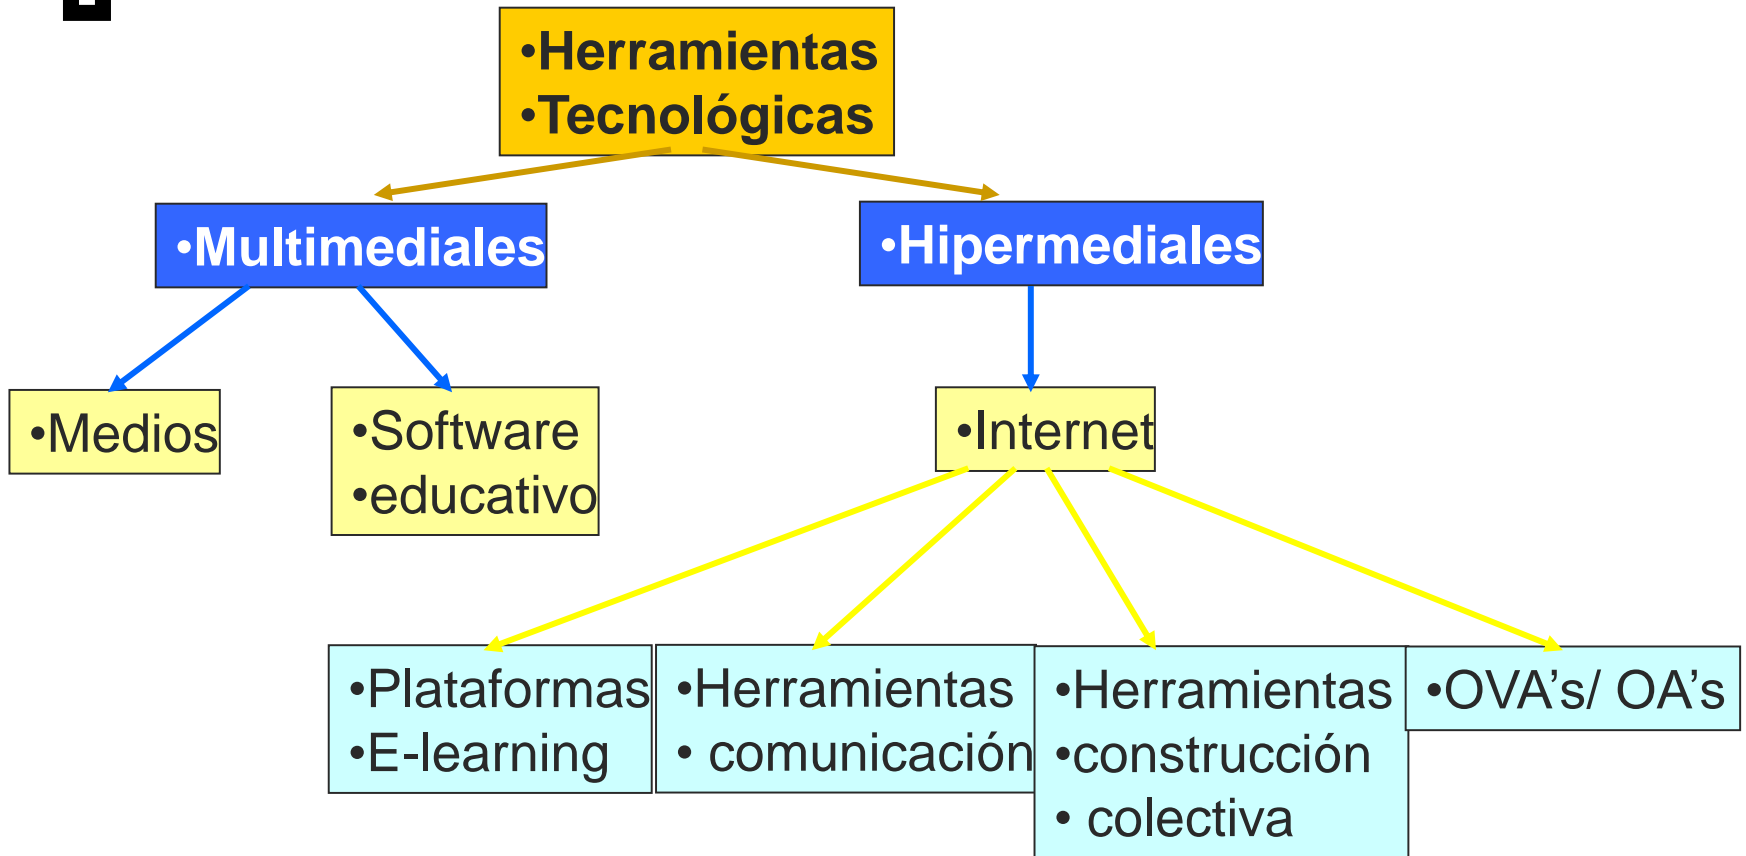 •Herramientas
•Tecnológicas
•Multimediales
•Hipermediales
•Medios
•Software
•educativo
•Internet
•Plataformas
•E-learning
•Herramientas
• comunicación
•Herramientas
•construcción
• colectiva
•OVA’s/ OA’s